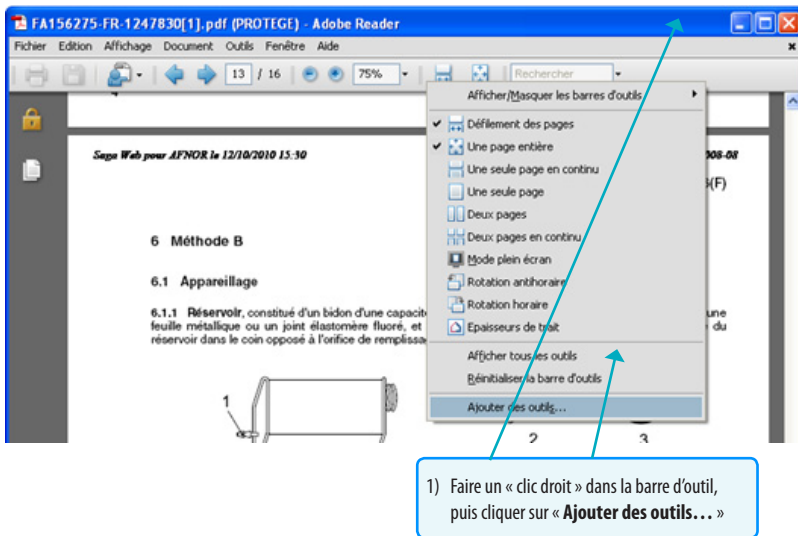 FA156275-FR-1247830[1].pdf (PROTEGE) - Adobe Reader
Fichier Edition Affichage Document Outils Fenêtre Aide
13 / 16 75% Rechercher
Afficher/Masquer les barres d'outils
Défilement des pages
Saga Web pour AFNOR le 12/10/2010 15:30
008-08
Une page entière
Une seule page en continu
(F)
Une seule page
Deux pages
6 Méthode B
Deux pages en continu
Mode plein écran
6.1 Appareillage
Rotation antihoraire
Rotation horaire
6.1.1 Réservoir, constitué d'un bidon d'une capacit
une
feuille métallique ou un joint élastomère fluoré, et
du
Epaisseurs de trait
réservoir dans le coin opposé à l'orifice de remplissa
Afficher tous les outils
Réinitialiser la barre d'outils
1
Ajouter des outils...
2 3
1) Faire un « clic droit » dans la barre d'outil,
puis cliquer sur « Ajouter des outils… »